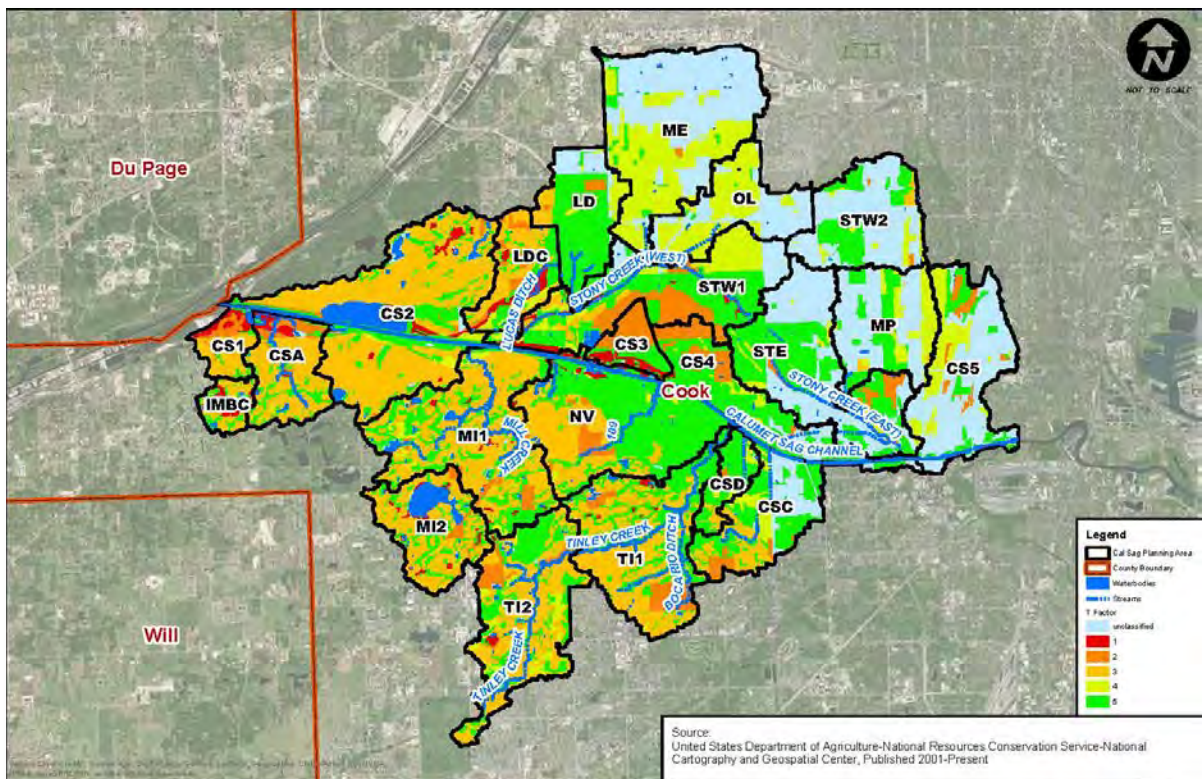 N
NOT TO SCALE
Du Page
ME
LD
OL
STW2
LDC
STONY CREEK (WEST)
STW1
LUCAS DITCH
CS2
CS3
MP
CS1
CSA
CS4
STE
CS5
IMBC
Cook
STONY CREEK (EAST)
NV
MI1
MILL CREEK
109
CALUMET SAG CHANNEL
CSD
CSC
MI2
TINLEY CREEK
TI1
BOCA RIO DITCH
TI2
Will
TINLEY CREEK
Legend
Cal Sag Planning Area
County Boundary
Waterbodies
Streams
T Factor
unclassified
1
2
3
4
5
Source:
United States Department of Agriculture-National Resources Conservation Service-National
Cartography and Geospatial Center, Published 2001-Present